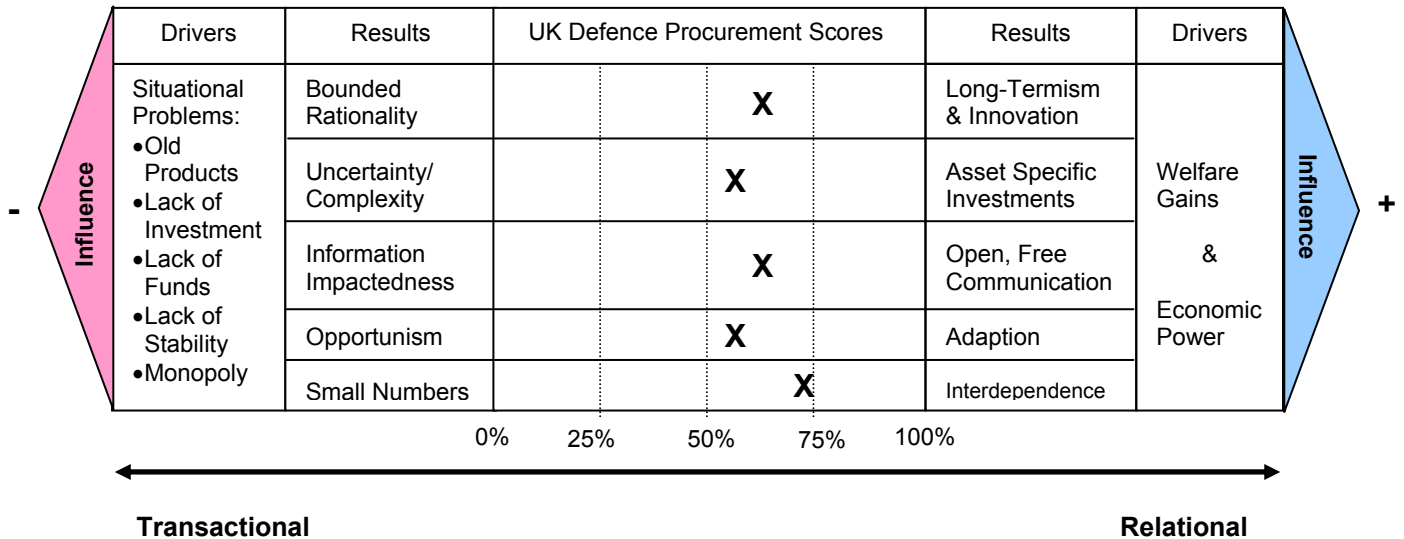 Drivers
Results
UK Defence Procurement Scores
Results
Drivers
-
Influence
Situational
Problems:
•Old
Products
•Lack of
Investment
•Lack of
Funds
•Lack of
Stability
•Monopoly
Bounded
Rationality
X
Long-Termism
& Innovation
Uncertainty/
Complexity
X
Asset Specific
Investments
Information
Impactedness
X
Open, Free
Communication
Opportunism
X
Adaption
Small Numbers
X
Interdependence
Welfare
Gains
&
Economic
Power
Influence
+
0%
25%
50%
75%
100%
Transactional
Relational